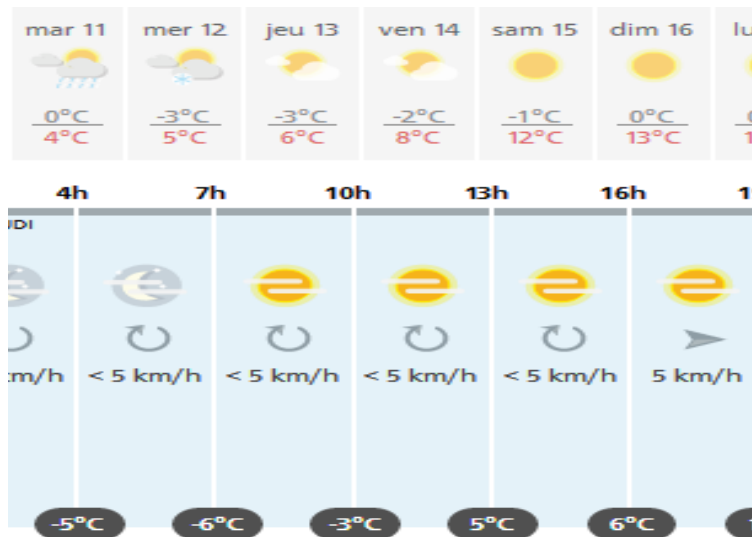 mar 11 mer 12 jeu 13 ven 14 sam 15 dim 16
0°C -3°C -3°C -2°C -1°C 0°C
4°C 5°C 6°C 8°C 12°C 13°C
4h 7h 10h 13h 16h
< 5 km/h < 5 km/h < 5 km/h < 5 km/h 5 km/h
-5°C -6°C -3°C 5°C 6°C